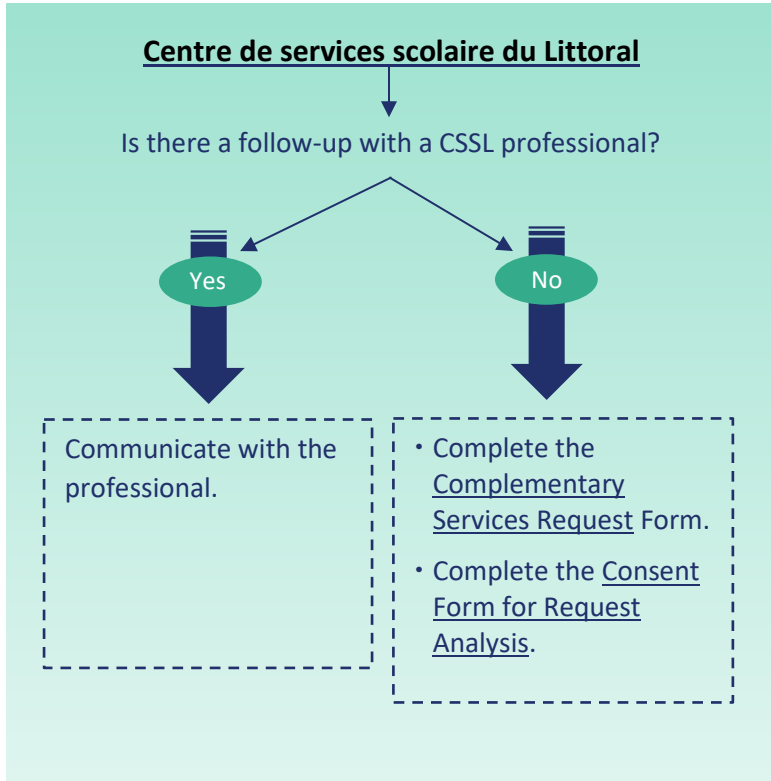 Centre de services scolaire du Littoral
Is there a follow-up with a CSSL professional?
Yes
No
Communicate with the
professional.
· Complete the
Complementary
Services Request Form.
· Complete the Consent
Form for Request
Analysis.